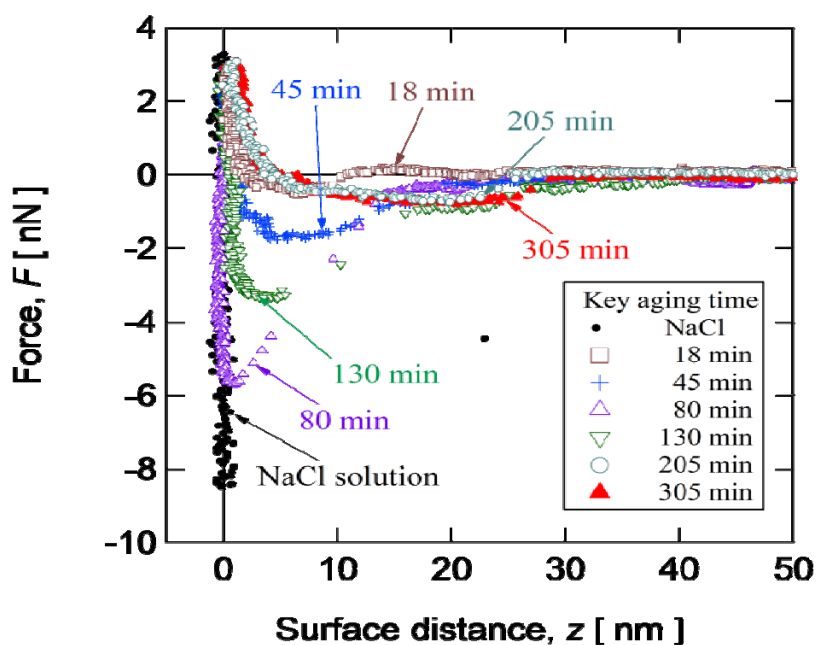 4
2
0
-2
-4
-6
-8
-10
Force, F [ nN ]
45 min
18 min
205 min
305 min
130 min
80 min
NaCl solution
Key aging time
NaCl
18 min
45 min
80 min
130 min
205 min
305 min
0 10 20 30 40 50
Surface distance, z [ nm ]